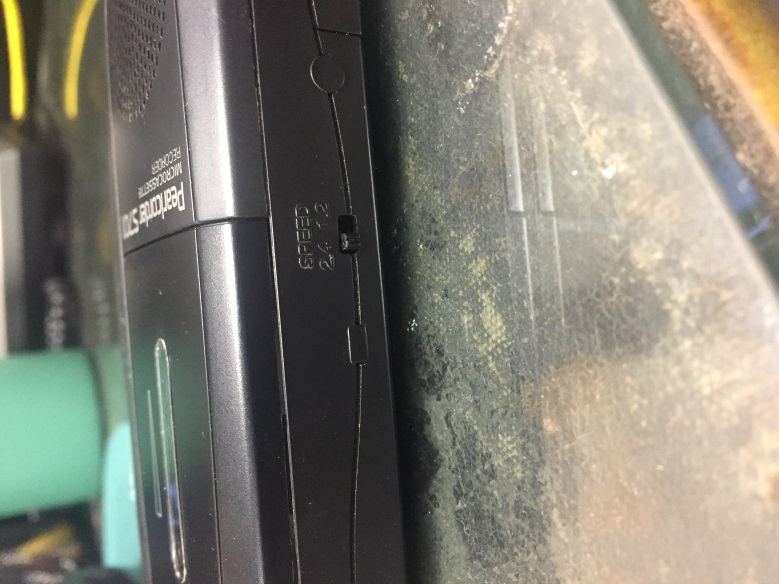 Pearlcorder S701
MICROCASSETTE
RECORDER
SPEED
2.4 1.2